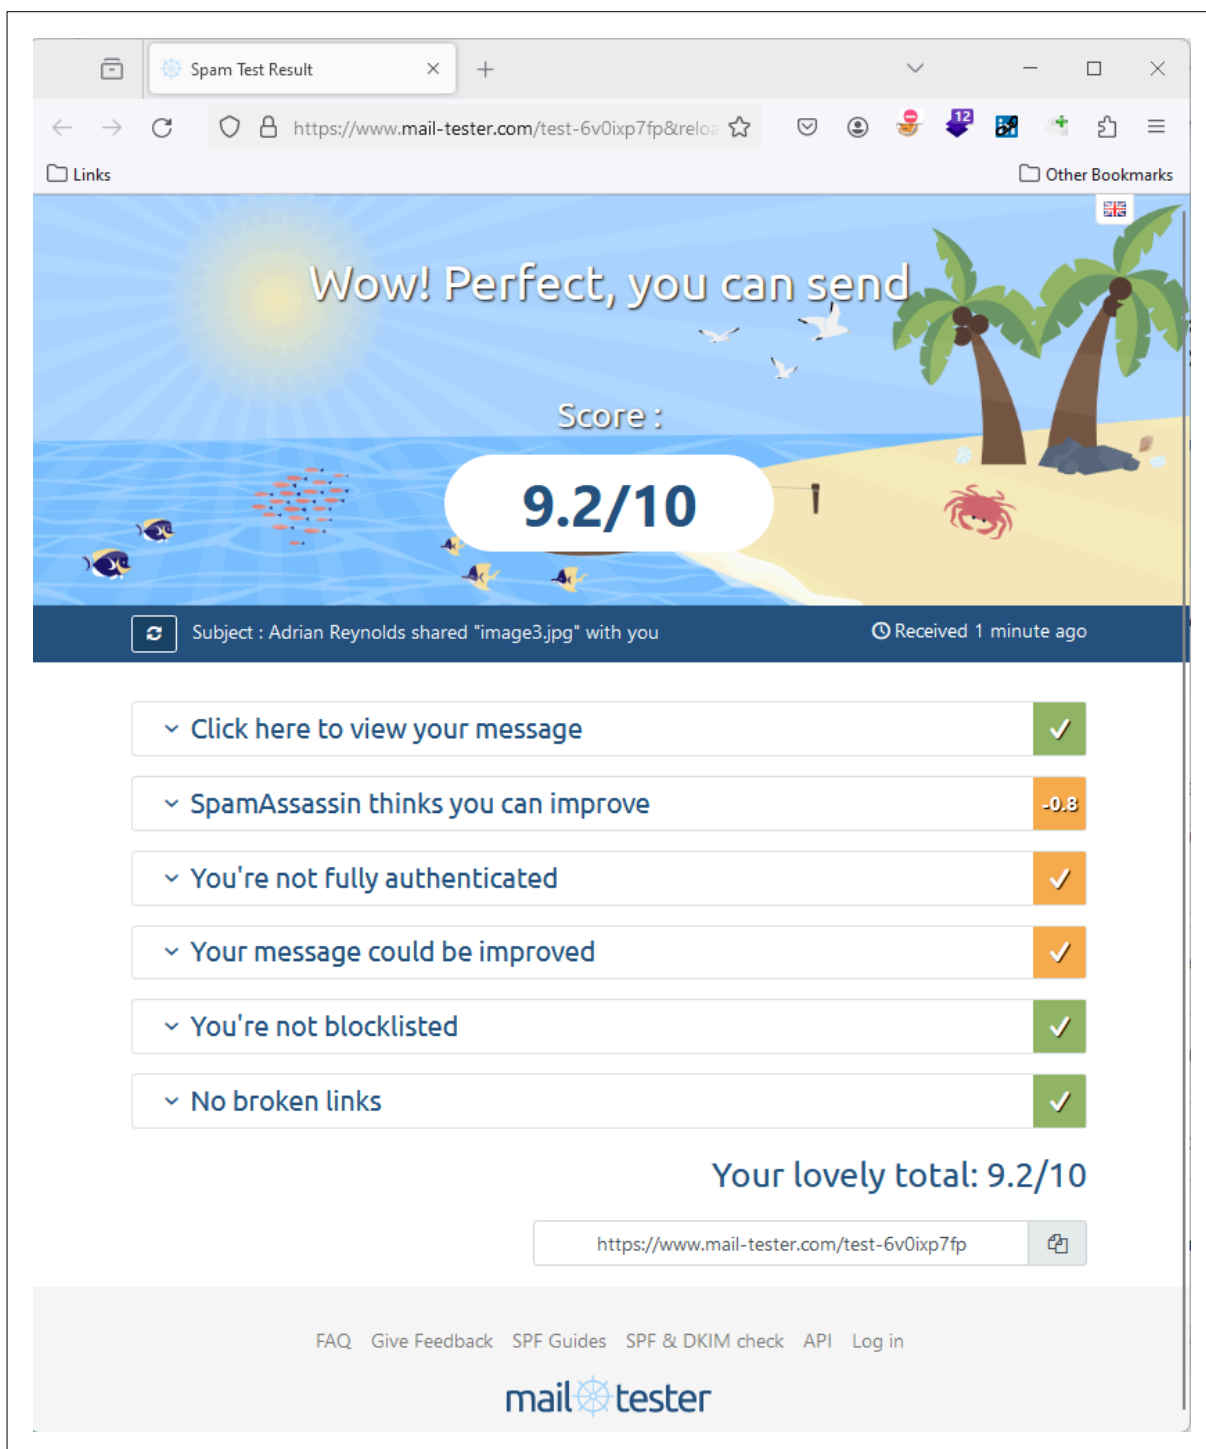 Spam Test Result
https://www.mail-tester.com/test-6v0ixp7fp&reloa
12
Links
Other Bookmarks
Wow! Perfect, you can send
Score :
9.2/10
Subject : Adrian Reynolds shared "image3.jpg" with you
Received 1 minute ago
Click here to view your message
SpamAssassin thinks you can improve
-0.8
You're not fully authenticated
Your message could be improved
You're not blocklisted
No broken links
Your lovely total: 9.2/10
https://www.mail-tester.com/test-6v0ixp7fp
FAQ Give Feedback SPF Guides SPF & DKIM check API Log in
mail tester